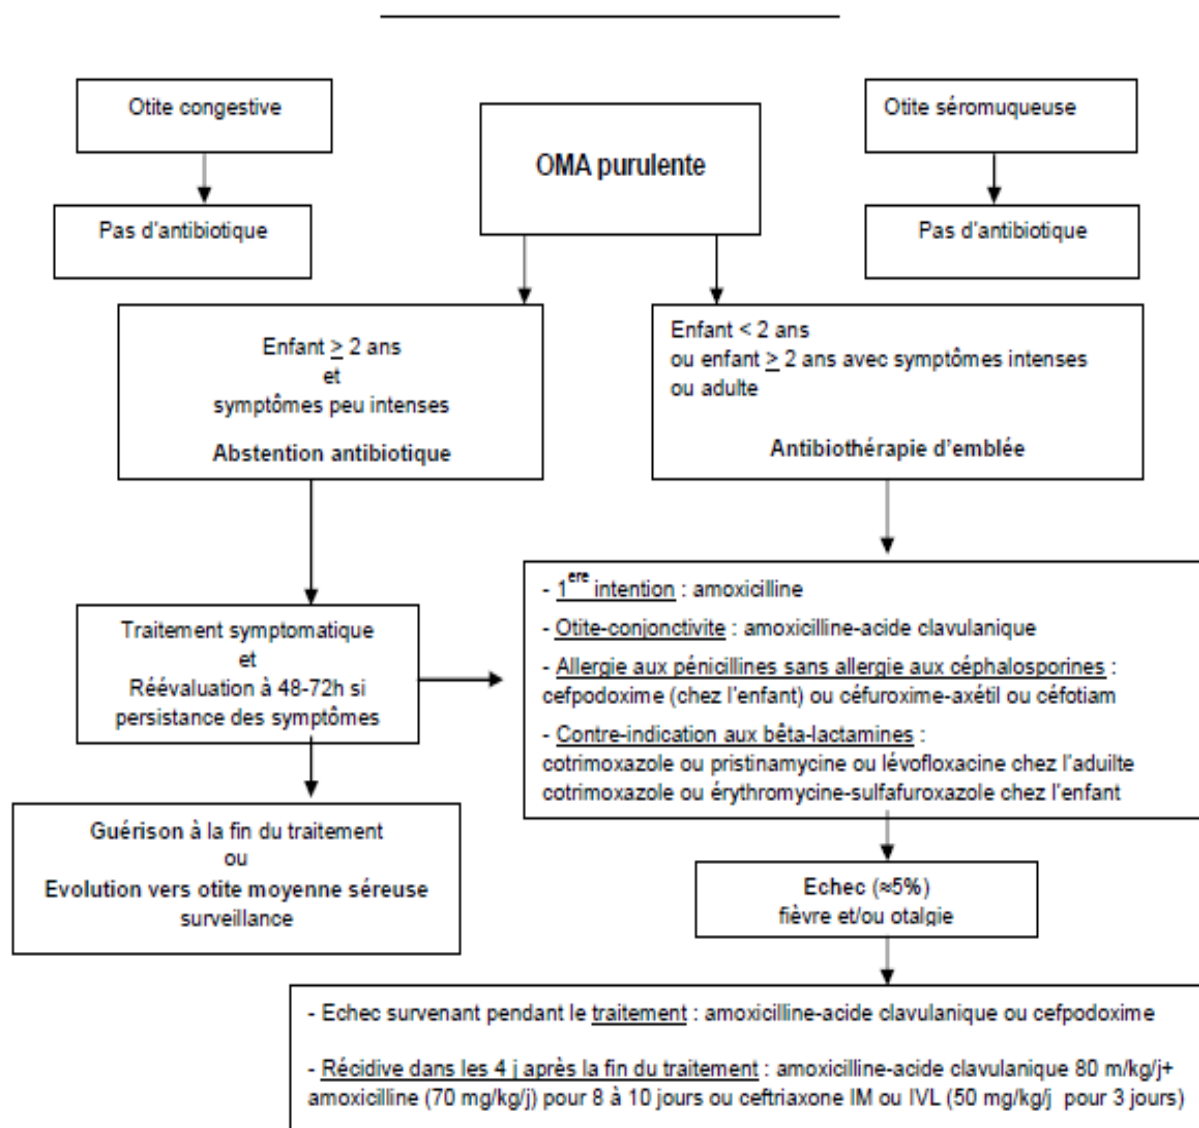 Otite congestive
Pas d'antibiotique
OMA purulente
Otite séromuqueuse
Pas d'antibiotique
Enfant ≥ 2 ans
et
symptômes peu intenses
Abstention antibiotique
Enfant < 2 ans
ou enfant ≥ 2 ans avec symptômes intenses
ou adulte
Antibiothérapie d'emblée
Traitement symptomatique
et
Réévaluation à 48-72h si
persistance des symptômes
- 1ere intention : amoxicilline
- Otite-conjonctivite : amoxicilline-acide clavulanique
- Allergie aux pénicillines sans allergie aux céphalosporines :
cefpodoxime (chez l'enfant) ou céfuroxime-axétil ou céfotiam
- Contre-indication aux bêta-lactamines :
cotrimoxazole ou pristinamycine ou lévofloxacine chez l'aduilte
cotrimoxazole ou érythromycine-sulfafuroxazole chez l'enfant
Guérison à la fin du traitement
ou
Evolution vers otite moyenne séreuse
surveillance
Echec (≈5%)
fièvre et/ou otalgie
- Echec survenant pendant le traitement : amoxicilline-acide clavulanique ou cefpodoxime
- Récidive dans les 4 j après la fin du traitement : amoxicilline-acide clavulanique 80 m/kg/j+
amoxicilline (70 mg/kg/j) pour 8 à 10 jours ou ceftriaxone IM ou IVL (50 mg/kg/j pour 3 jours)